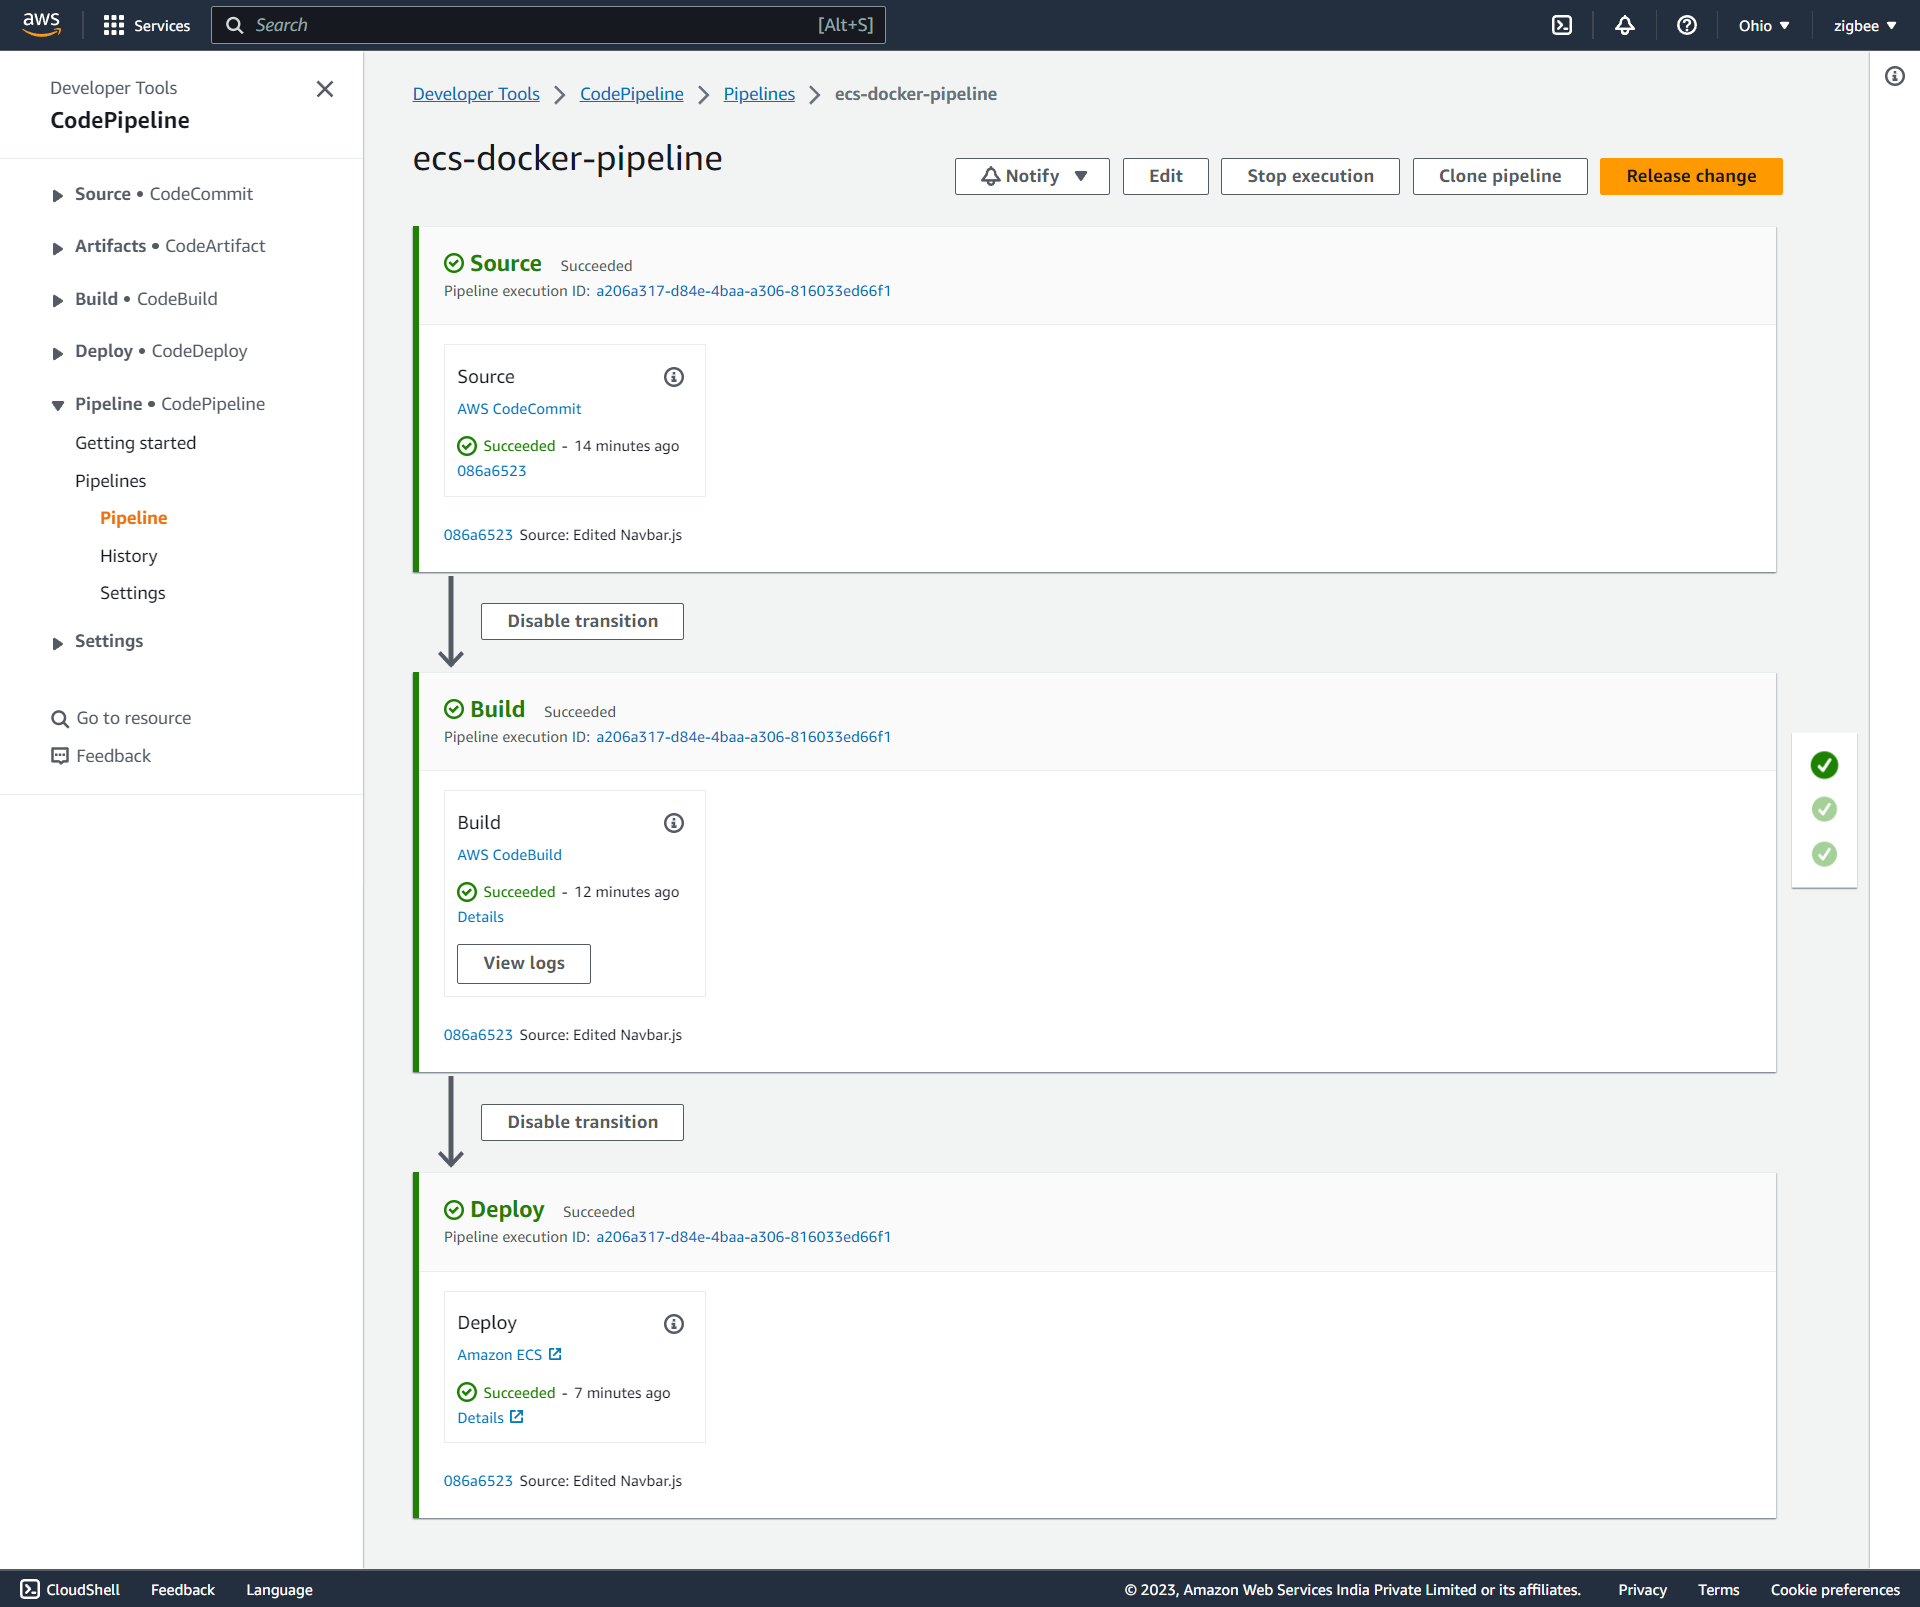 aws Services Search [Alt+S] Ohio ▼ zigbee ▼
Developer Tools
CodePipeline
Source • CodeCommit
Artifacts • CodeArtifact
Build • CodeBuild
Deploy • CodeDeploy
Pipeline • CodePipeline
Getting started
Pipelines
Pipeline
History
Settings
Settings
Go to resource
Feedback
Developer Tools > CodePipeline > Pipelines > ecs-docker-pipeline
ecs-docker-pipeline
Notify ▼ Edit Stop execution Clone pipeline Release change
Source Succeeded
Pipeline execution ID: a206a317-d84e-4baa-a306-816033ed66f1
Source
AWS CodeCommit
Succeeded - 14 minutes ago
086a6523
086a6523 Source: Edited Navbar.js
Disable transition
Build Succeeded
Pipeline execution ID: a206a317-d84e-4baa-a306-816033ed66f1
Build
AWS CodeBuild
Succeeded - 12 minutes ago
Details
View logs
086a6523 Source: Edited Navbar.js
Disable transition
Deploy Succeeded
Pipeline execution ID: a206a317-d84e-4baa-a306-816033ed66f1
Deploy
Amazon ECS
Succeeded - 7 minutes ago
Details
086a6523 Source: Edited Navbar.js
CloudShell Feedback Language © 2023, Amazon Web Services India Private Limited or its affiliates. Privacy Terms Cookie preferences